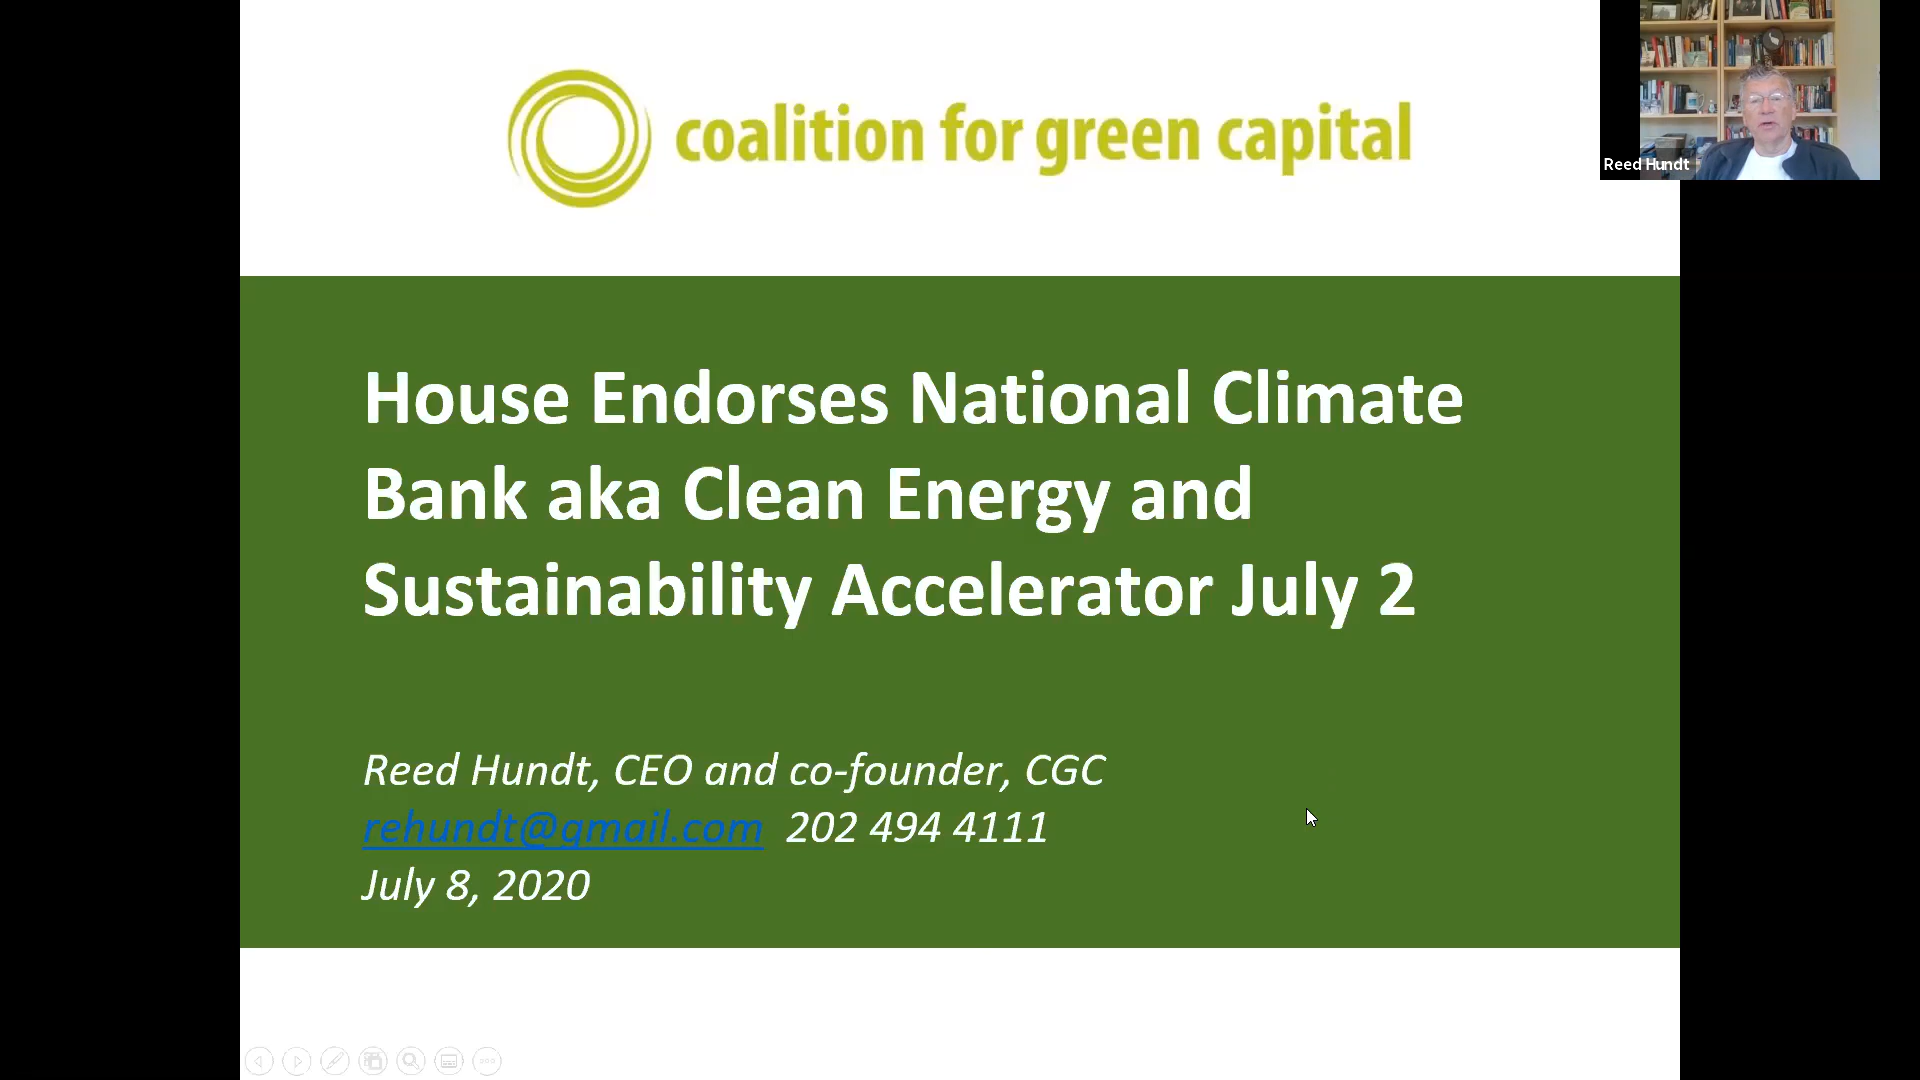 coalition for green capital
Reed Hundt
House Endorses National Climate
Bank aka Clean Energy and
Sustainability Accelerator July 2
Reed Hundt, CEO and co-founder, CGC
rehundt@gmail.com 202 494 4111
July 8, 2020